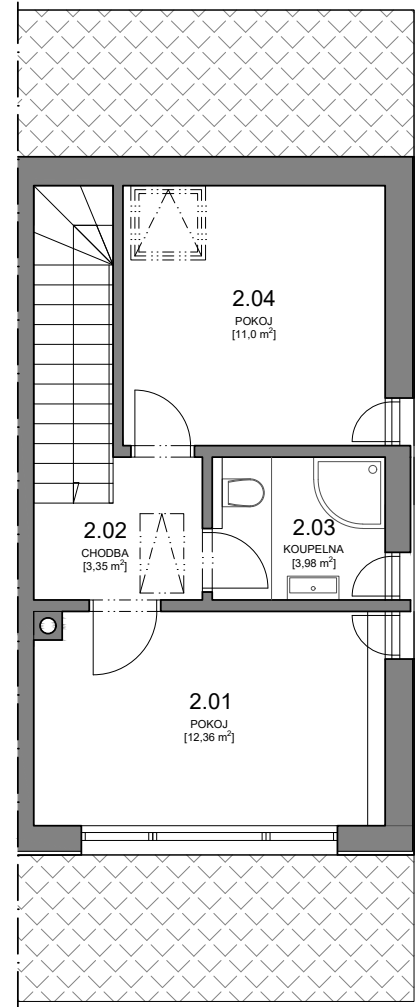 2.04
POKOJ
[11,0 m²]
2.02
CHODBA
[3,35 m²]
2.03
KOUPELNA
[3,98 m²]
2.01
POKOJ
[12,36 m²]